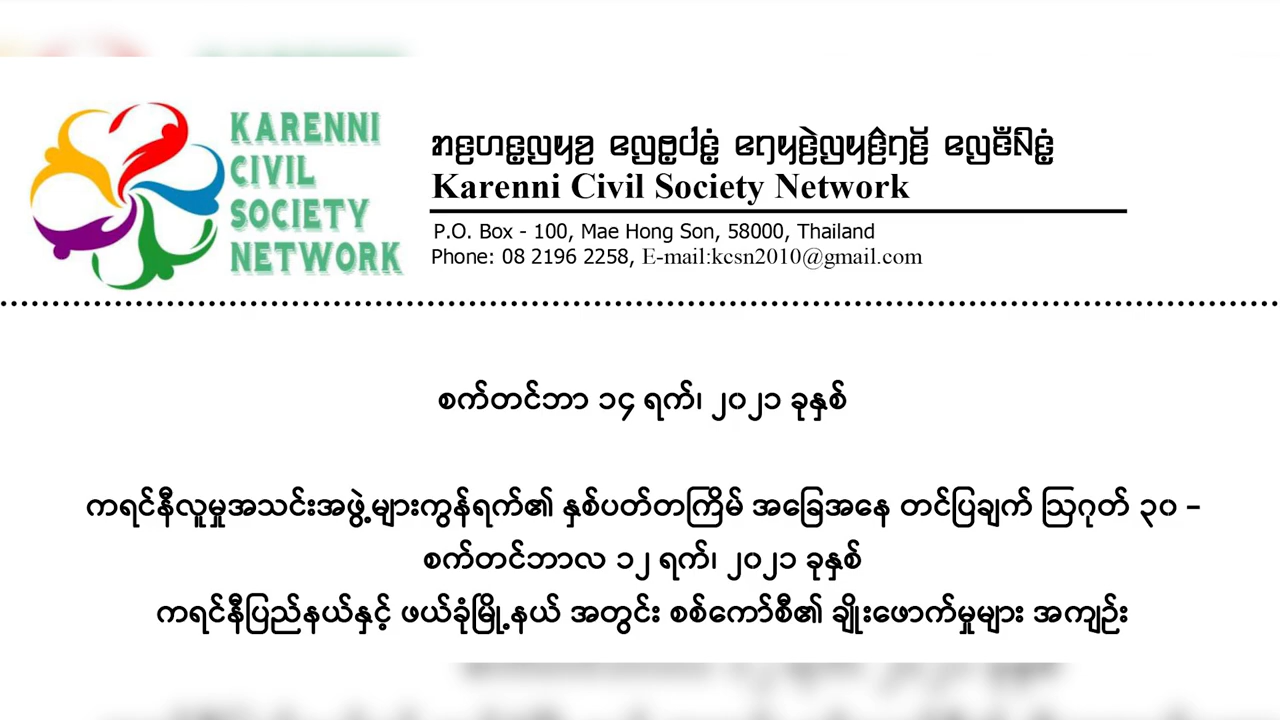 KARENNI
CIVIL
SOCIETY
NETWORK
Karenni Civil Society Network
P.O. Box - 100, Mae Hong Son, 58000, Thailand
Phone: 08 2196 2258, E-mail:kcsn2010@gmail.com
စက်တင်ဘာ ၁၄ ရက်၊ ၂၀၂၁ ခုနှစ်
ကရင်နီလူမှုအသင်းအဖွဲ့များကွန်ရက်၏ နှစ်ပတ်တကြိမ် အခြေအနေ တင်ပြချက် ဩဂုတ် ၃၀ –
စက်တင်ဘာလ ၁၂ ရက်၊ ၂၀၂၁ ခုနှစ်
ကရင်နီပြည်နယ်နှင့် ဖယ်ခုံမြို့နယ် အတွင်း စစ်ကော်စီ၏ ချိုးဖောက်မှုများ အကျဉ်း